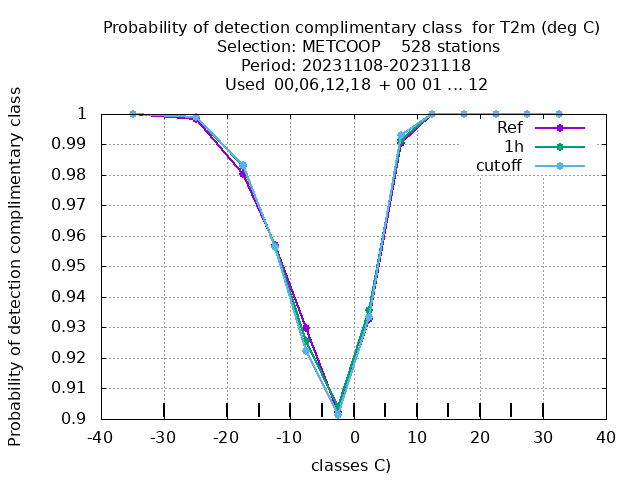 Probability of detection complimentary class  for T2m (deg C)
Selection: METCOOP    528 stations
Period: 20231108-20231118
Used  00,06,12,18 + 00 01 ... 12
Probability of detection complimentary class
1
0.99
0.98
0.97
0.96
0.95
0.94
0.93
0.92
0.91
0.9
Ref
1h
cutoff
-40 -30 -20 -10 0 10 20 30 40
classes C)